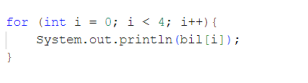 for (int i = 0; i < 4; i++){
    System.out.println(bil[i]);
}